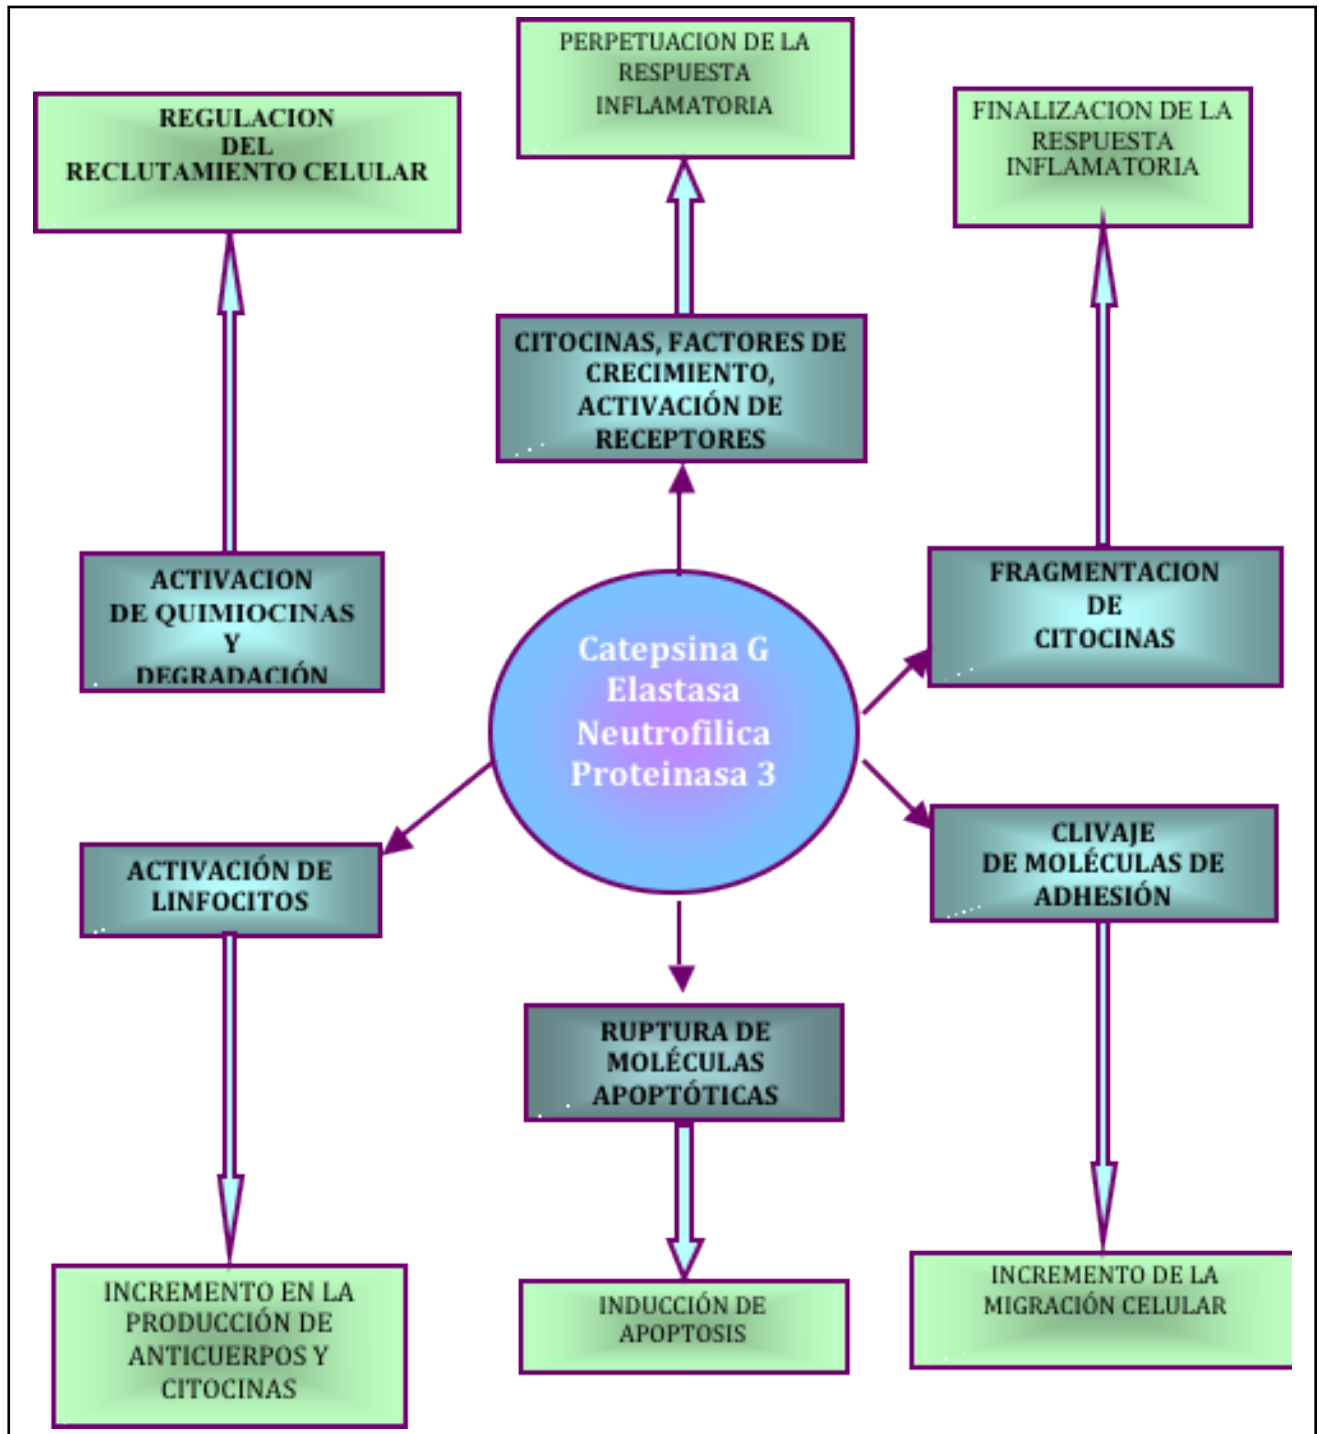 PERPETUACION DE LA
RESPUESTA
INFLAMATORIA
REGULACION
DEL
RECLUTAMIENTO CELULAR
FINALIZACION DE LA
RESPUESTA
INFLAMATORIA
CITOCINAS, FACTORES DE
CRECIMIENTO,
ACTIVACIÓN DE
RECEPTORES
ACTIVACION
DE QUIMIOCINAS
Y
DEGRADACIÓN
FRAGMENTACION
DE
CITOCINAS
Catepsina G
Elastasa
Neutrofilica
Proteinasa 3
ACTIVACIÓN DE
LINFOCITOS
CLIVAJE
DE MOLÉCULAS DE
ADHESIÓN
RUPTURA DE
MOLÉCULAS
APOPTÓTICAS
INCREMENTO EN LA
PRODUCCIÓN DE
ANTICUERPOS Y
CITOCINAS
INDUCCIÓN DE
APOPTOSIS
INCREMENTO DE LA
MIGRACIÓN CELULAR